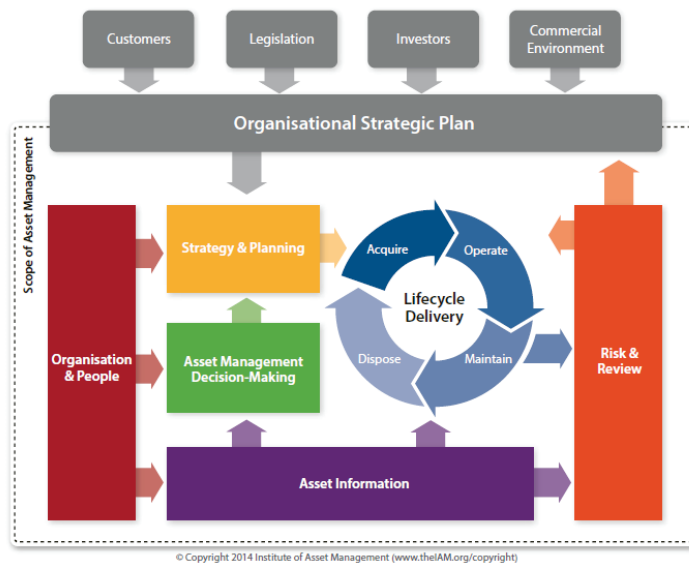 Customers
Legislation
Investors
Commercial
Environment
Organisational Strategic Plan
Scope of Asset Management
Organisation
& People
Strategy & Planning
Asset Management
Decision-Making
Acquire
Operate
Lifecycle
Delivery
Dispose
Maintain
Risk &
Review
Asset Information
© Copyright 2014 Institute of Asset Management (www.theIAM.org/copyright)